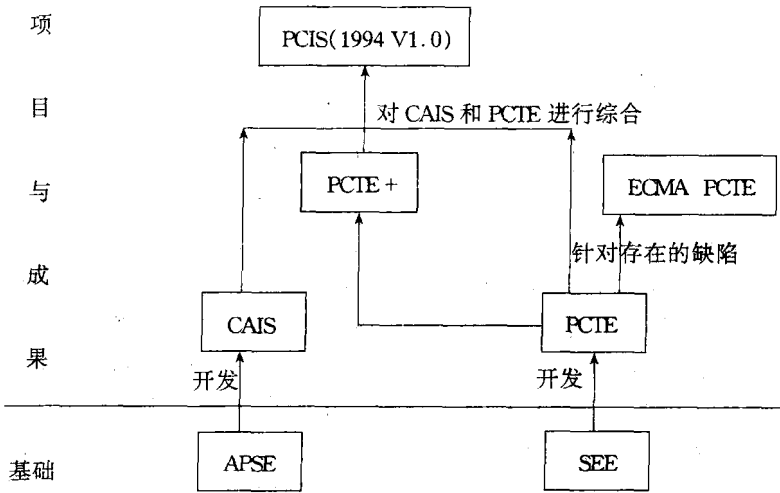 项目与成果
PCIS(1994 V1.0)
对 CAIS 和 PCTE 进行综合
PCTE +
ECMA PCTE
针对存在的缺陷
CAIS
PCTE
开发
开发
基础
APSE
SEE